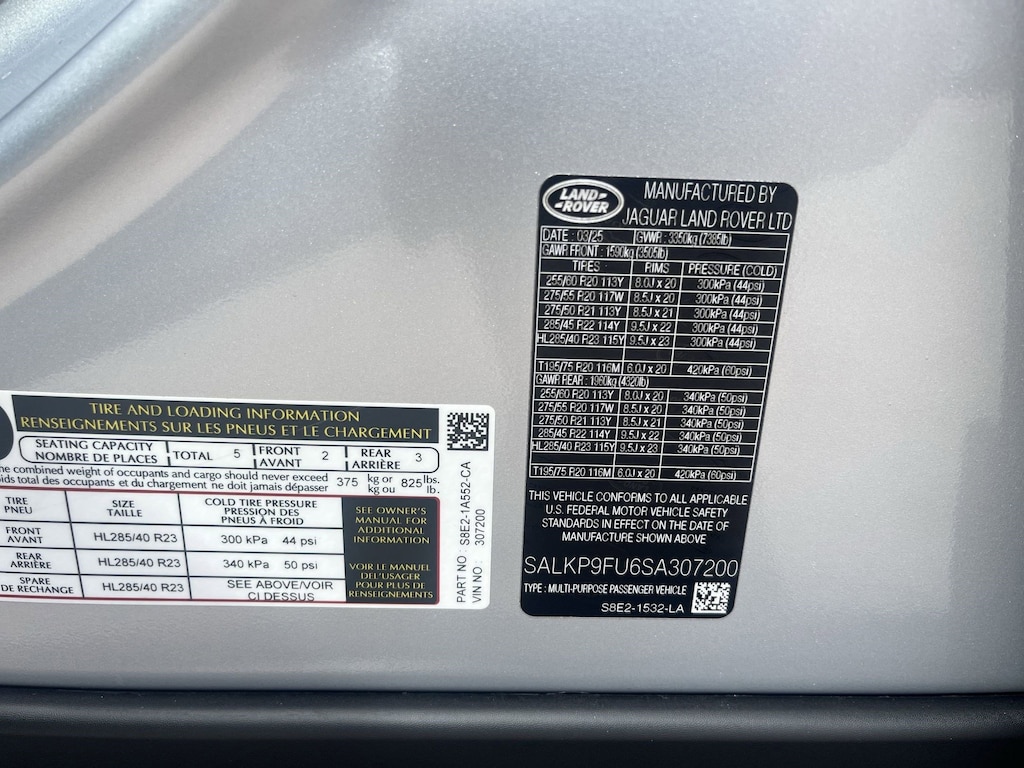 LAND-
-ROVER
MANUFACTURED BY
JAGUAR LAND ROVER LTD
DATE : 03/25 GVWR : 3350kg (7385lb)
GAWR FRONT : 1590kg (3505lb)
TIRES RIMS PRESSURE (COLD)
255/60 R20 113Y 8.0J x 20 300kPa (44psi)
275/55 R20 117W 8.5J x 20 300kPa (44psi)
275/50 R21 113Y 8.5J x 21 300kPa (44psi)
285/45 R22 114Y 9.5J x 22 300kPa (44psi)
HL285/40 R23 115Y 9.5J x 23 300kPa (44psi)
T195/75 R20 116M 6.0J x 20 420kPa (60psi)
GAWR REAR : 1960kg (4320lb)
255/60 R20 113Y 8.0J x 20 340kPa (50psi)
275/55 R20 117W 8.5J x 20 340kPa (50psi)
275/50 R21 113Y 8.5J x 21 340kPa (50psi)
285/45 R22 114Y 9.5J x 22 340kPa (50psi)
HL285/40 R23 115Y 9.5J x 23 340kPa (50psi)
T195/75 R20 116M 6.0J x 20 420kPa (60psi)
THIS VEHICLE CONFORMS TO ALL APPLICABLE
U.S. FEDERAL MOTOR VEHICLE SAFETY
STANDARDS IN EFFECT ON THE DATE OF
MANUFACTURE SHOWN ABOVE
SALKP9FU6SA307200
TYPE : MULTI-PURPOSE PASSENGER VEHICLE
S8E2-1532-LA
TIRE AND LOADING INFORMATION
RENSEIGNEMENTS SUR LES PNEUS ET LE CHARGEMENT
SEATING CAPACITY
NOMBRE DE PLACES
TOTAL 5
FRONT
AVANT
2
REAR
ARRIÈRE
3
he combined weight of occupants and cargo should never exceed
oids total des occupants et du chargement ne doit jamais dépasser
375 kg or
kg ou
825 lbs.
lb.
TIRE
PNEU
SIZE
TAILLE
COLD TIRE PRESSURE
PRESSION DES
PNEUS À FROID
FRONT
AVANT
HL285/40 R23 300 kPa 44 psi
REAR
ARRIÈRE
HL285/40 R23 340 kPa 50 psi
SPARE
DE RECHANGE
HL285/40 R23 SEE ABOVE/VOIR
CI DESSUS
SEE OWNER'S
MANUAL FOR
ADDITIONAL
INFORMATION
VOIR LE MANUEL
DEL'USAGER
POUR PLUS DE
RENSEIGNEMENTS
PART NO : S8E2-1A552-CA
VIN NO : 307200